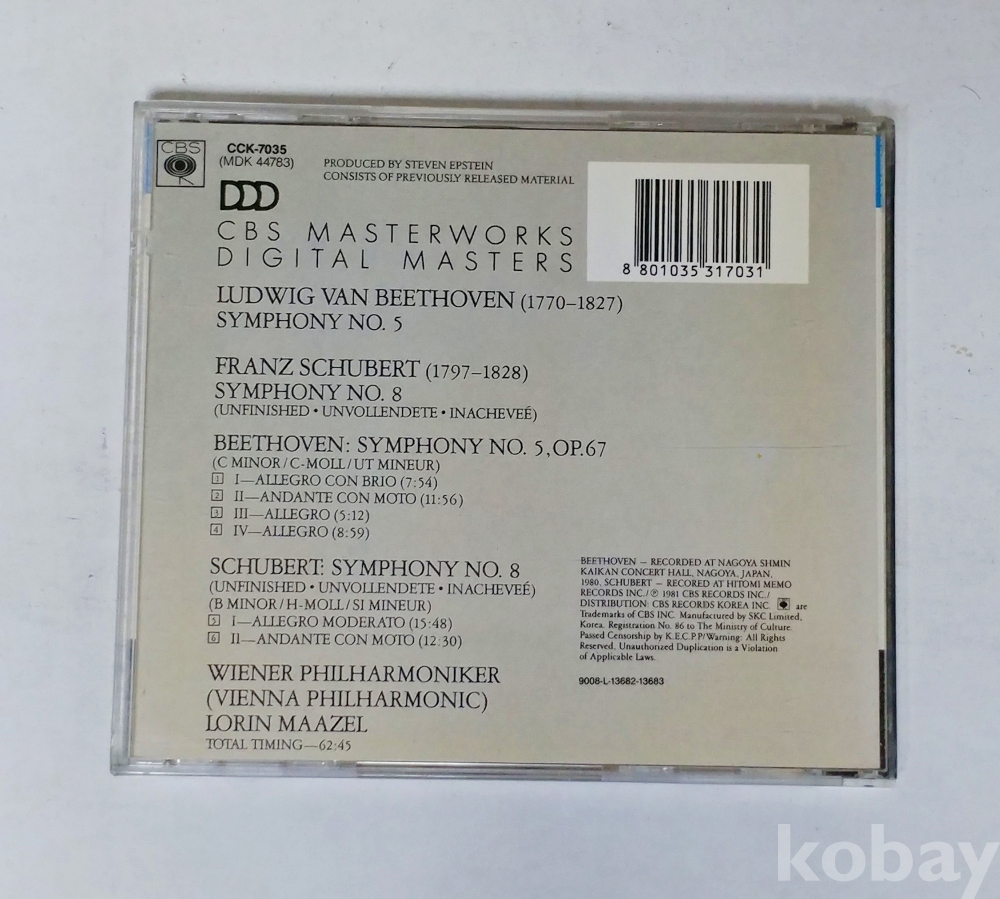 CBS
CCK-7035
(MDK 44783)
DDD
PRODUCED BY STEVEN EPSTEIN
CONSISTS OF PREVIOUSLY RELEASED MATERIAL
CBS MASTERWORKS
DIGITAL MASTERS
8 801035 317031
LUDWIG VAN BEETHOVEN (1770–1827)
SYMPHONY NO. 5
FRANZ SCHUBERT (1797–1828)
SYMPHONY NO. 8
(UNFINISHED • UNVOLLENDETE • INACHEVEÉ)
BEETHOVEN: SYMPHONY NO. 5, OP.67
(C MINOR/C-MOLL/UT MINEUR)
1 I—ALLEGRO CON BRIO (7:54)
2 II—ANDANTE CON MOTO (11:56)
3 III—ALLEGRO (5:12)
4 IV—ALLEGRO (8:59)
SCHUBERT: SYMPHONY NO. 8
(UNFINISHED • UNVOLLENDETE • INACHEVEÉ)
(B MINOR/H-MOLL/SI MINEUR)
5 I—ALLEGRO MODERATO (15:48)
6 II—ANDANTE CON MOTO (12:30)
WIENER PHILHARMONIKER
(VIENNA PHILHARMONIC)
LORIN MAAZEL
TOTAL TIMING—62:45
BEETHOVEN — RECORDED AT NAGOYA SHMIN
KAIKAN CONCERT HALL, NAGOYA, JAPAN,
1980, SCHUBERT — RECORED AT HITOMI MEMO
RECORDS INC./℗ 1981 CBS RECORDS INC./
DISTRIBUTION: CBS RECORDS KOREA INC. are
Trademarks of CBS INC. Manufactured by SKC Limited,
Korea. Registration No. 86 to The Ministry of Culture.
Passed Censorship by K.E.C.P.P/Warning: All Rights
Reserved. Unauthorized Duplication is a Violation
of Applicable Laws.
9008-L-13682-13683
kobay